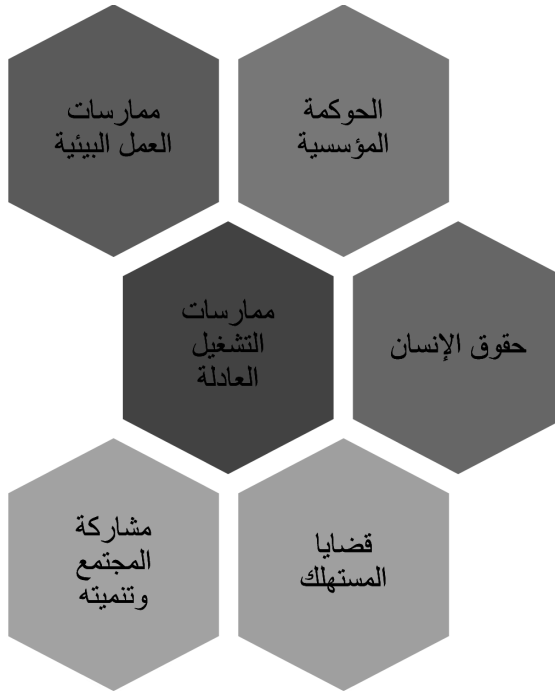 الحوكمة
المؤسسية
ممارسات
العمل البيئية
حقوق الإنسان
ممارسات
التشغيل
العادلة
قضايا
المستهلك
مشاركة
المجتمع
وتنميته